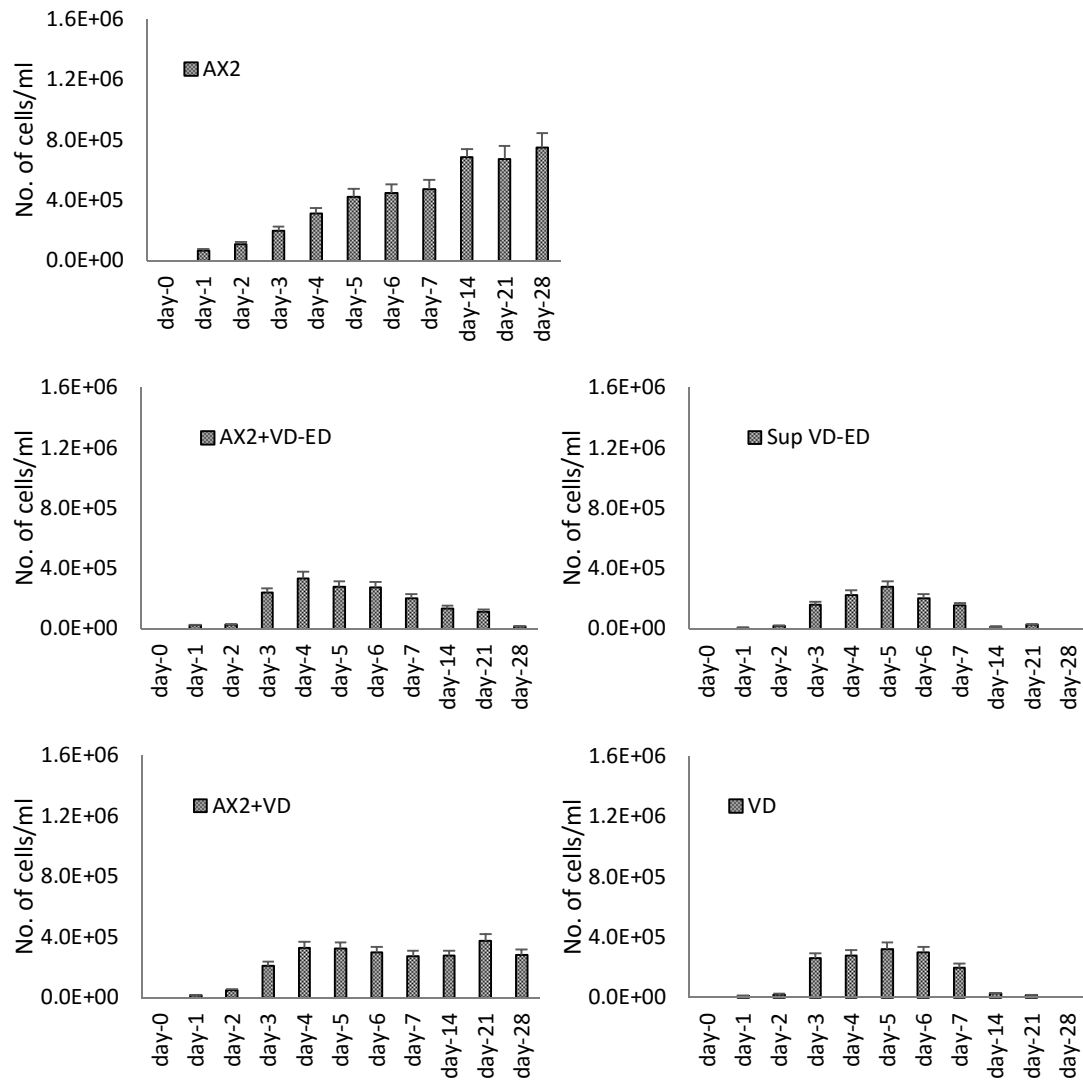 1.6E+06
1.2E+06
8.0E+05
4.0E+05
0.0E+00
No. of cells/ml
AX2
day-0
day-1
day-2
day-3
day-4
day-5
day-6
day-7
day-14
day-21
day-28
1.6E+06
1.2E+06
8.0E+05
4.0E+05
0.0E+00
No. of cells/ml
AX2+VD-ED
day-0
day-1
day-2
day-3
day-4
day-5
day-6
day-7
day-14
day-21
day-28
1.6E+06
1.2E+06
8.0E+05
4.0E+05
0.0E+00
No. of cells/ml
Sup VD-ED
day-0
day-1
day-2
day-3
day-4
day-5
day-6
day-7
day-14
day-21
day-28
1.6E+06
1.2E+06
8.0E+05
4.0E+05
0.0E+00
No. of cells/ml
AX2+VD
day-0
day-1
day-2
day-3
day-4
day-5
day-6
day-7
day-14
day-21
day-28
1.6E+06
1.2E+06
8.0E+05
4.0E+05
0.0E+00
No. of cells/ml
VD
day-0
day-1
day-2
day-3
day-4
day-5
day-6
day-7
day-14
day-21
day-28